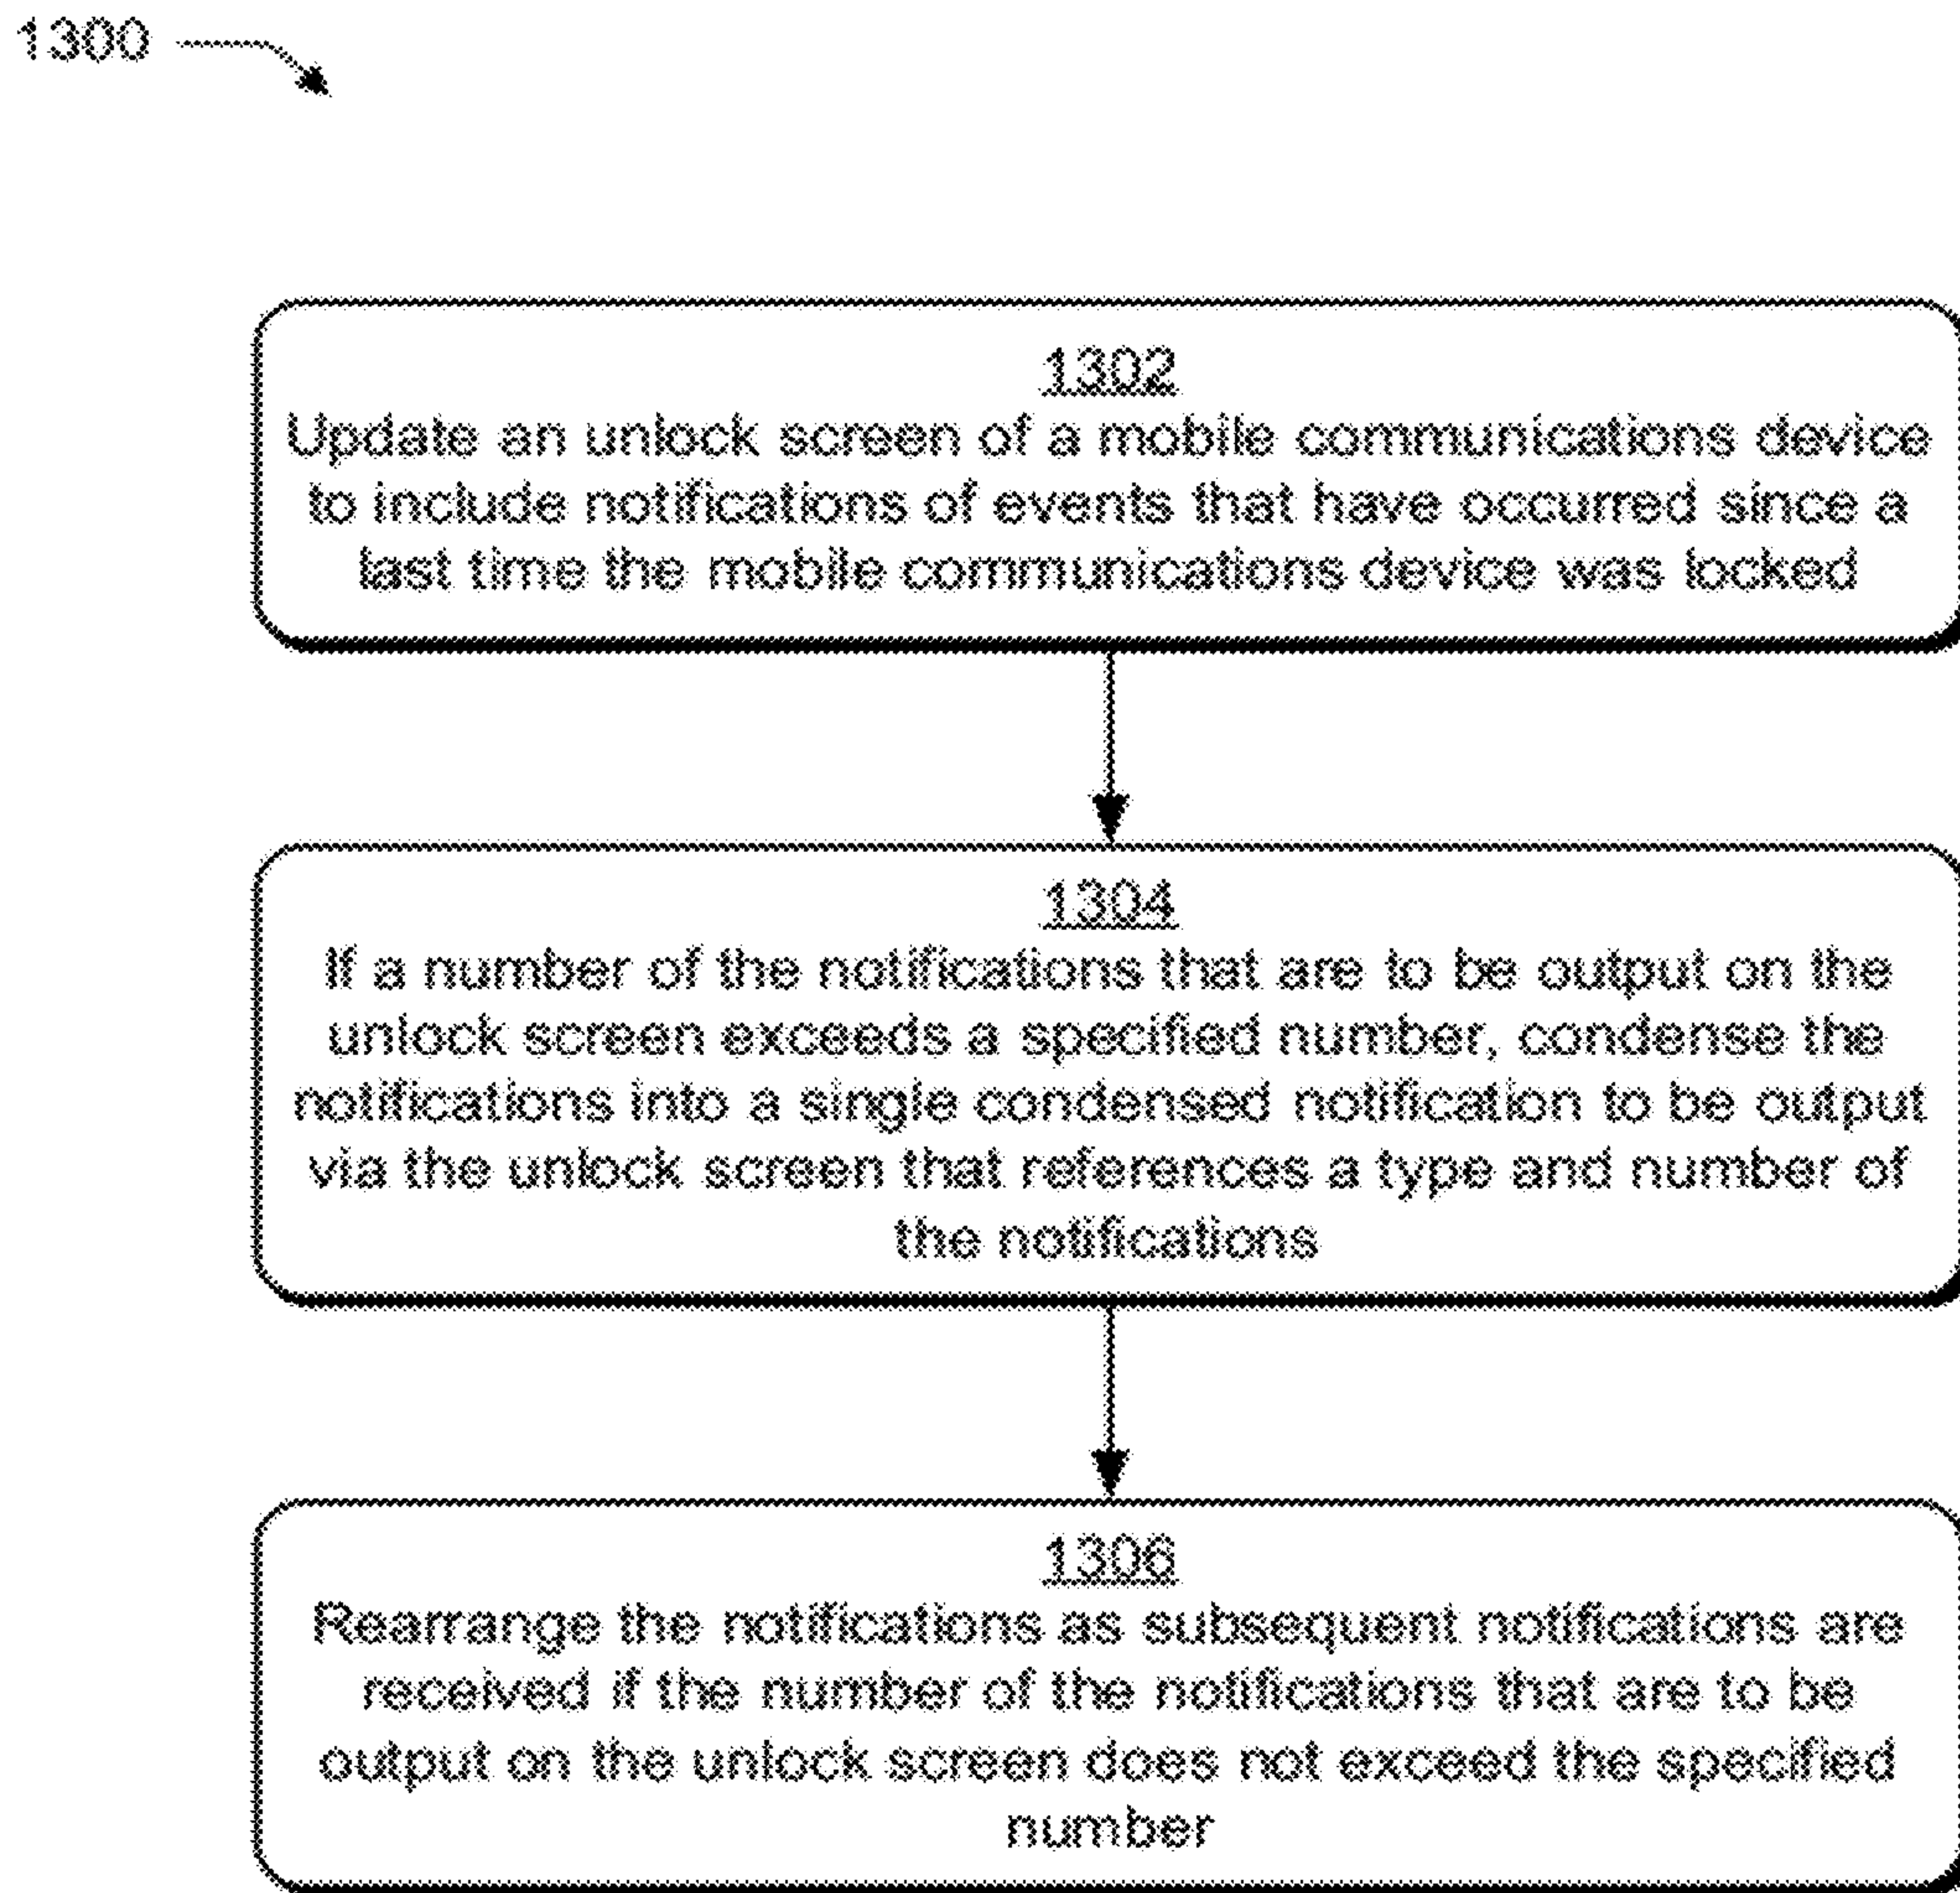 1300
1302
Update an unlock screen of a mobile communications device
to include notifications of events that have occurred since a
last time the mobile communications device was locked
1304
If a number of the notifications that are to be output on the
unlock screen exceeds a specified number, condense the
notifications into a single condensed notification to be output
via the unlock screen that references a type and number of
the notifications
1306
Rearrange the notifications as subsequent notifications are
received if the number of the notifications that are to be
output on the unlock screen does not exceed the specified
number